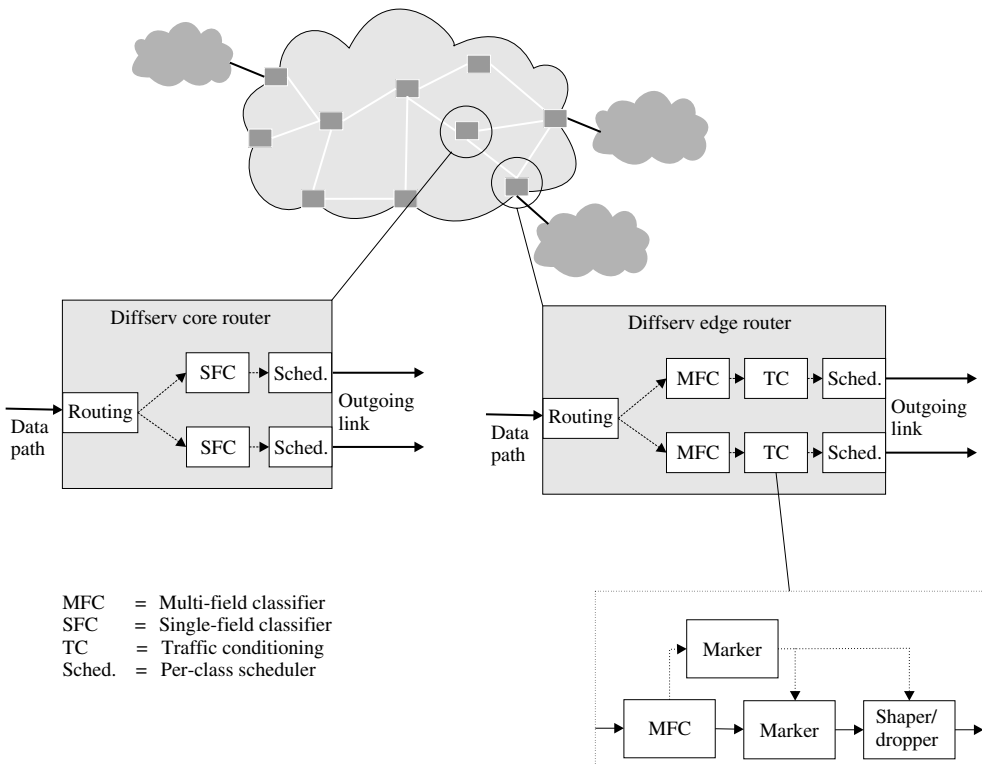 Diffserv core router
SFC
Sched.
Routing
Data
path
Outgoing
link
SFC
Sched.
Diffserv edge router
MFC
TC
Sched.
Routing
Data
path
Outgoing
link
MFC
TC
Sched.
MFC = Multi-field classifier
SFC = Single-field classifier
TC = Traffic conditioning
Sched. = Per-class scheduler
Marker
MFC
Marker
Shaper/
dropper